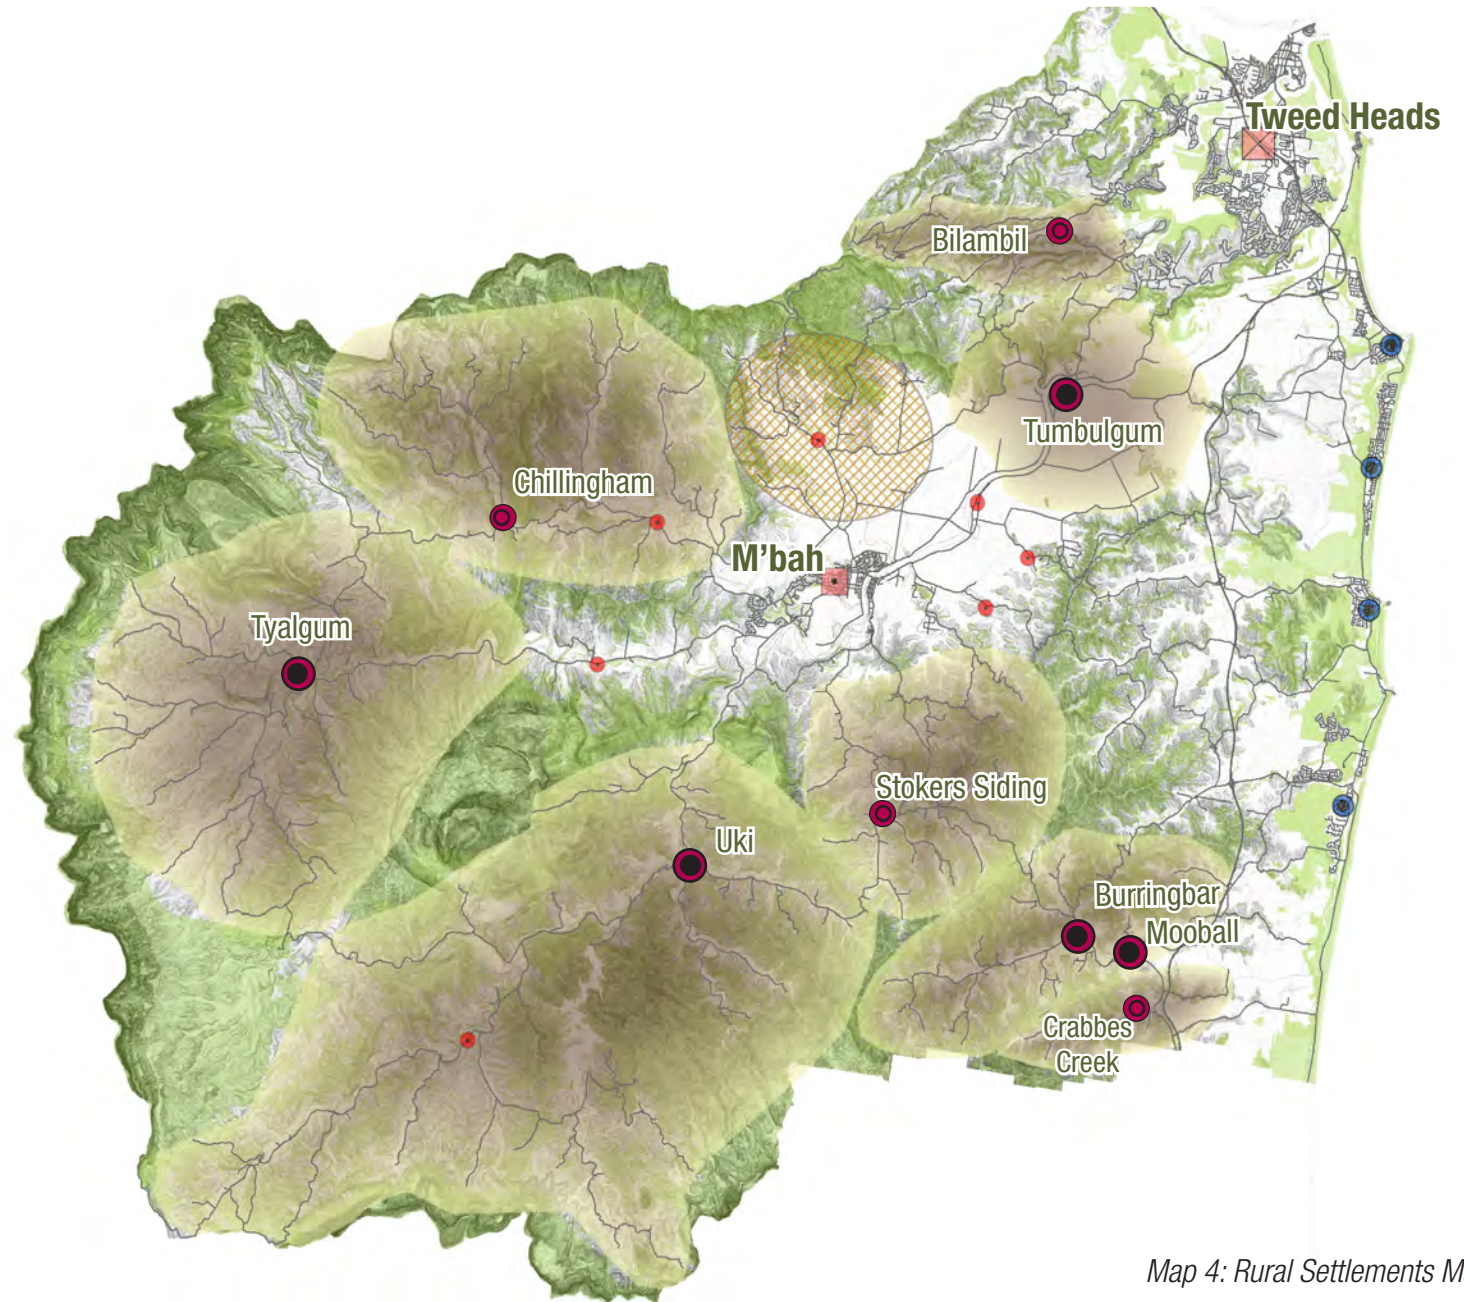 Tweed Heads
Bilambil
Tumbulgum
Chillingham
M'bah
Tyalgum
Stokers Siding
Uki
Burringbar
Mooball
Crabbes
Creek
Map 4: Rural Settlements M